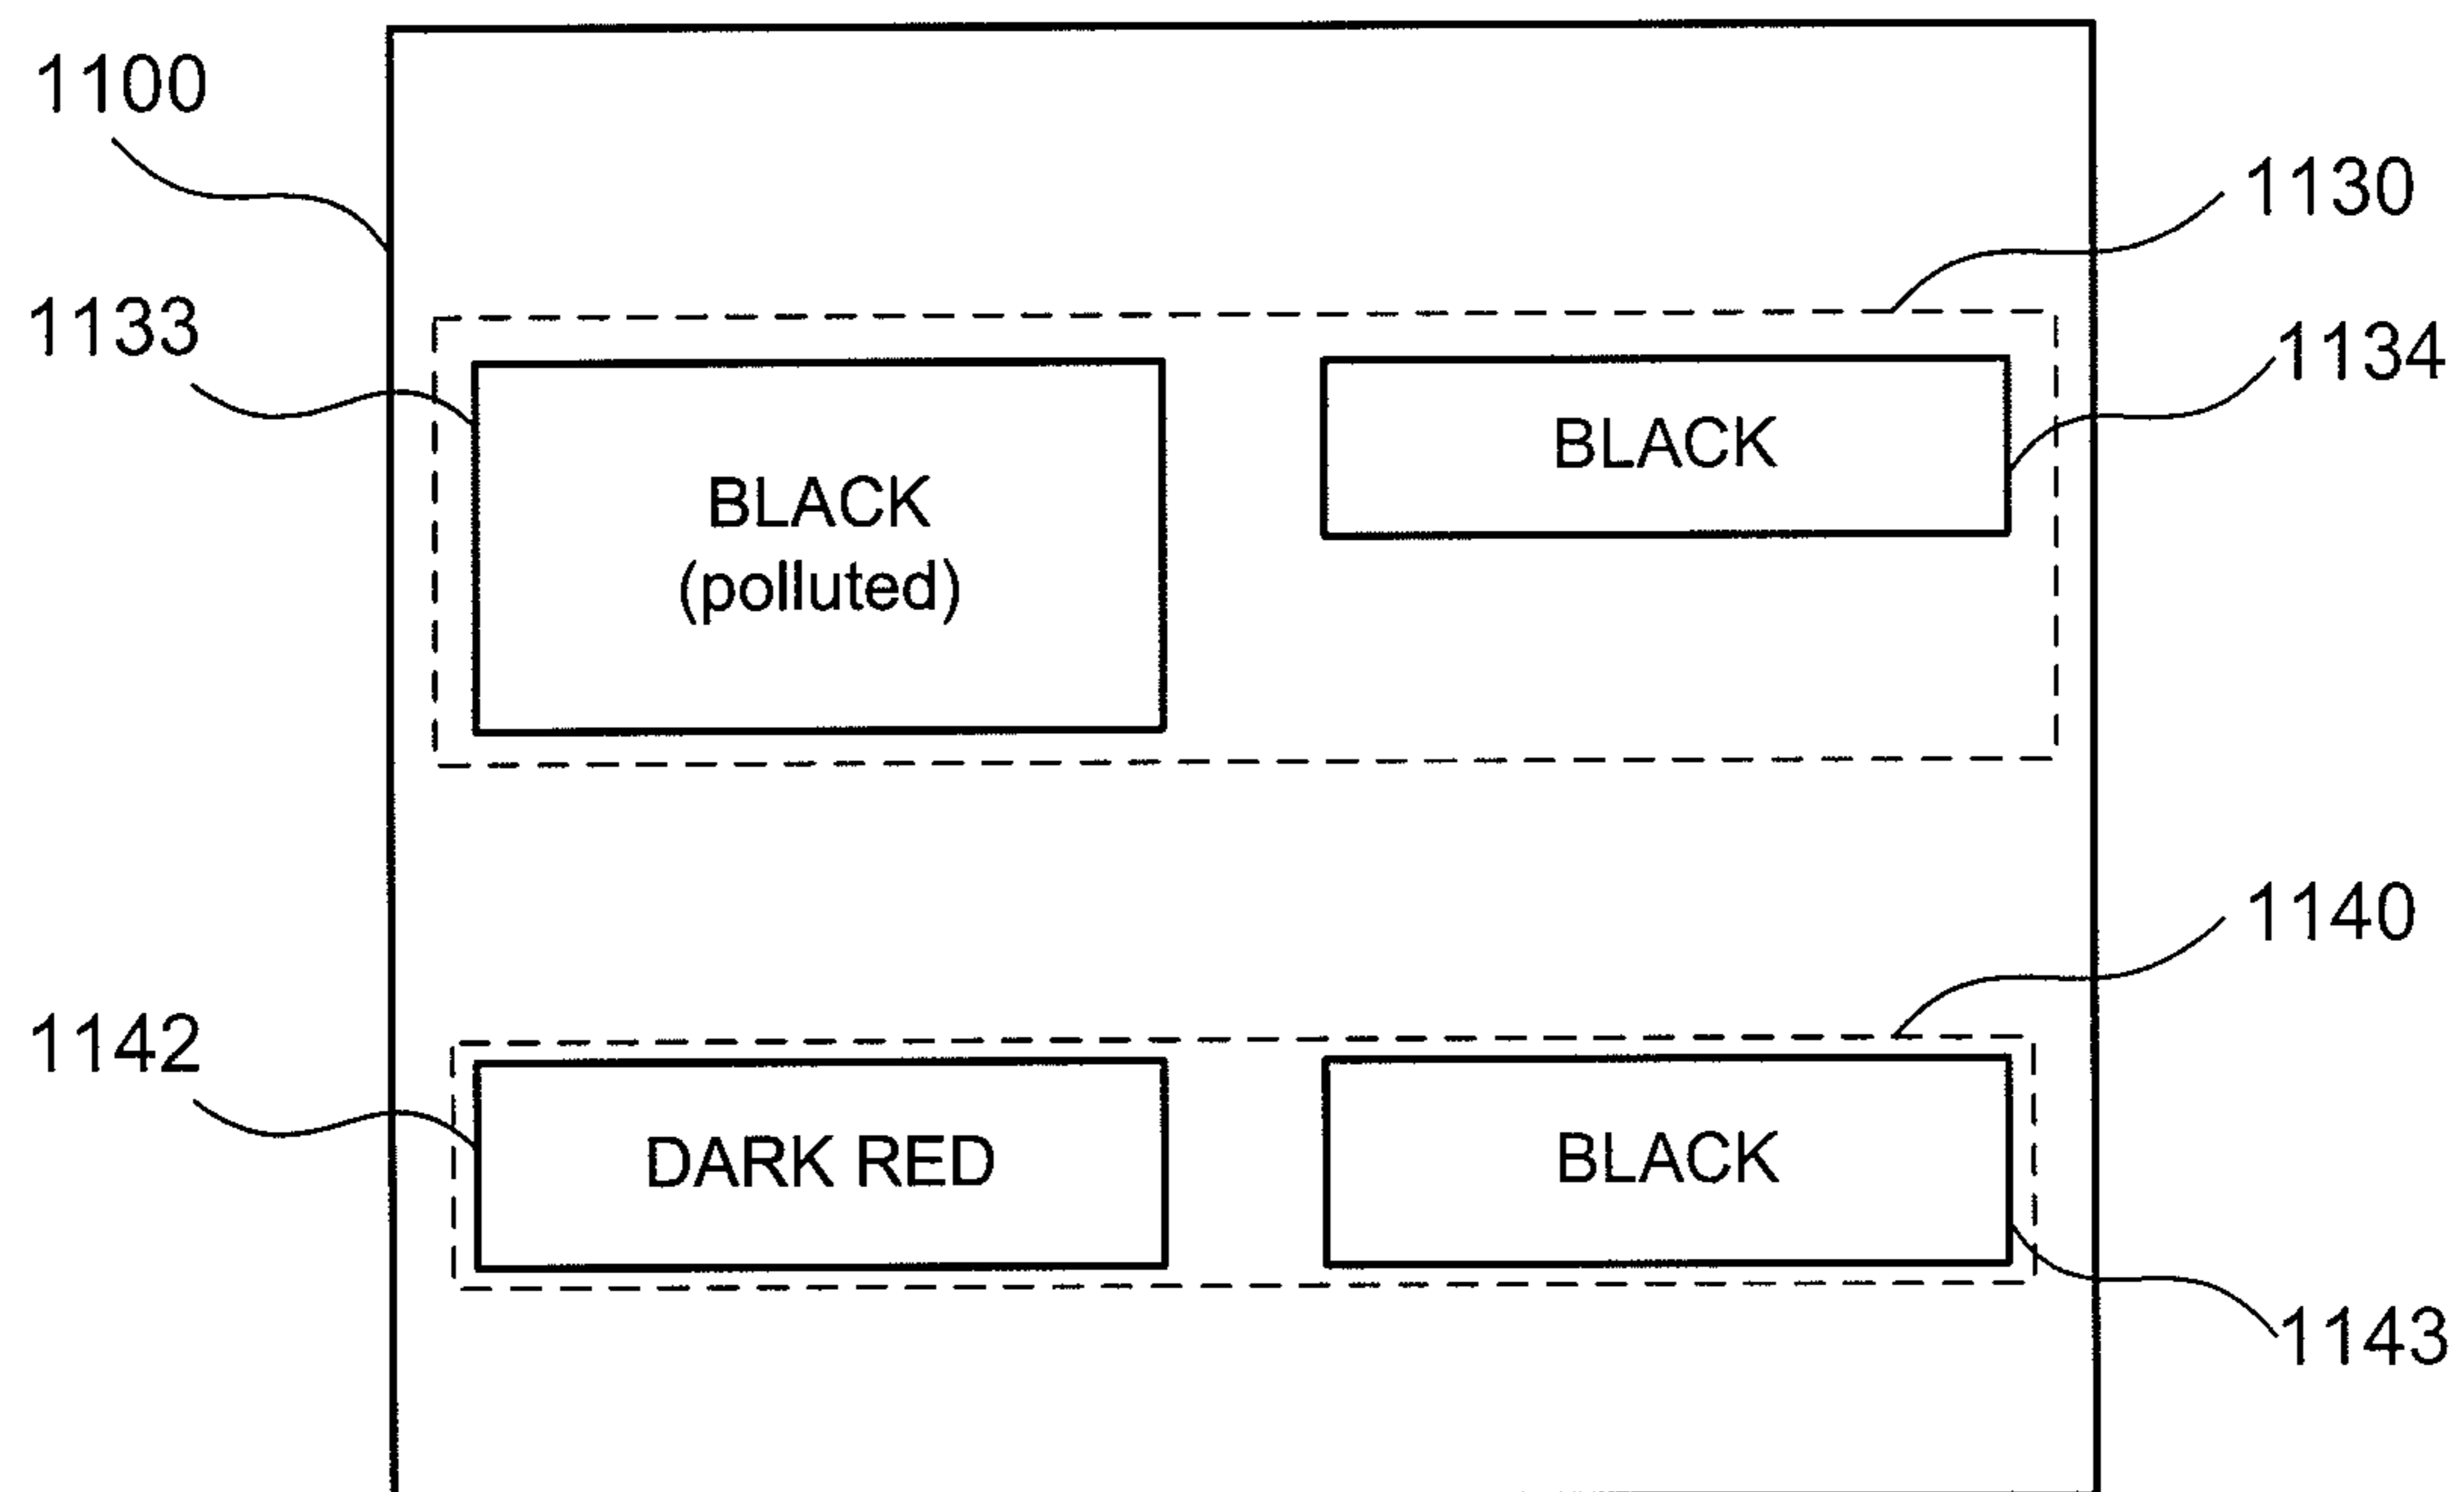 1100
1130
1133
1134
BLACK
BLACK
(polluted)
1140
1142
DARK RED
BLACK
1143